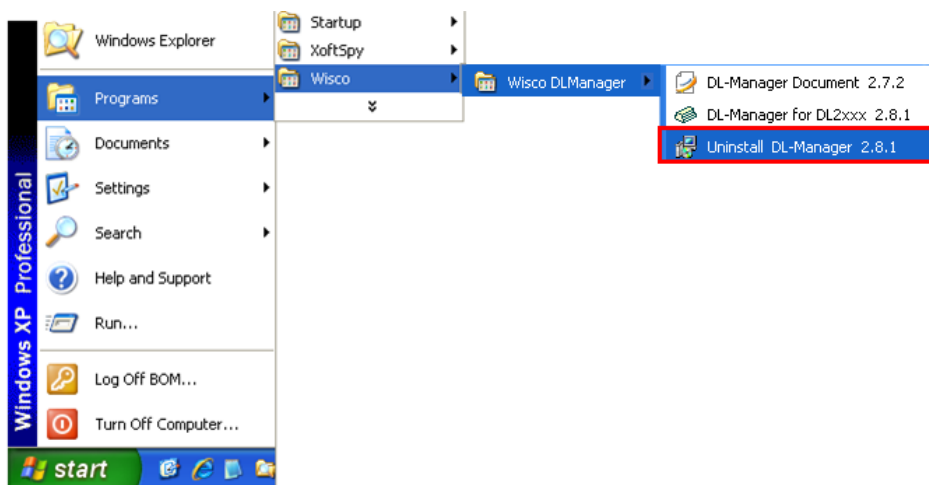 Windows XP Professional
Windows Explorer
Programs
Documents
Settings
Search
Help and Support
Run...
Log Off BOM...
Turn Off Computer...
start
Startup
XoftSpy
Wisco
Wisco DLManager
DL-Manager Document 2.7.2
DL-Manager for DL2xxx 2.8.1
Uninstall DL-Manager 2.8.1